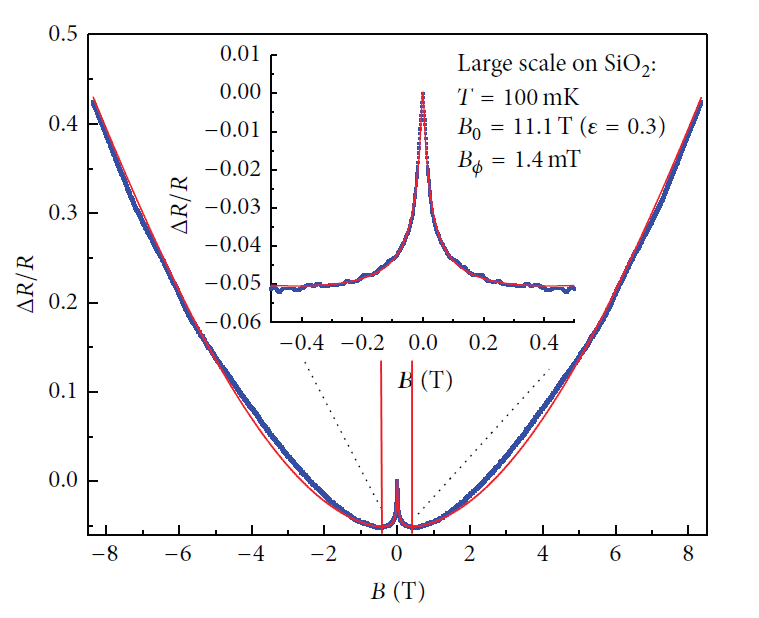 0.5
0.4
0.3
0.2
0.1
0.0
ΔR/R
−8 −6 −4 −2 0 2 4 6 8
B (T)
0.01
0.00
−0.01
−0.02
−0.03
−0.04
−0.05
−0.06
ΔR/R
−0.4 −0.2 0.0 0.2 0.4
B (T)
Large scale on SiO₂:
T = 100 mK
B₀ = 11.1 T (ε = 0.3)
B_ϕ = 1.4 mT